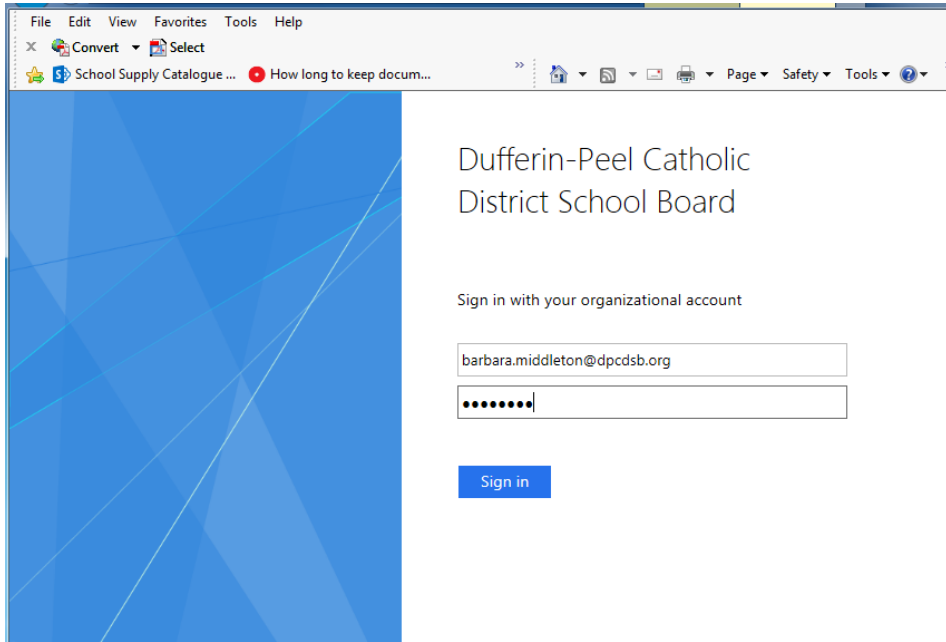 File Edit View Favorites Tools Help
x Convert Select
School Supply Catalogue ... How long to keep docum... » Page Safety Tools
Dufferin-Peel Catholic
District School Board
Sign in with your organizational account
barbara.middleton@dpcdsb.org
••••••••
Sign in